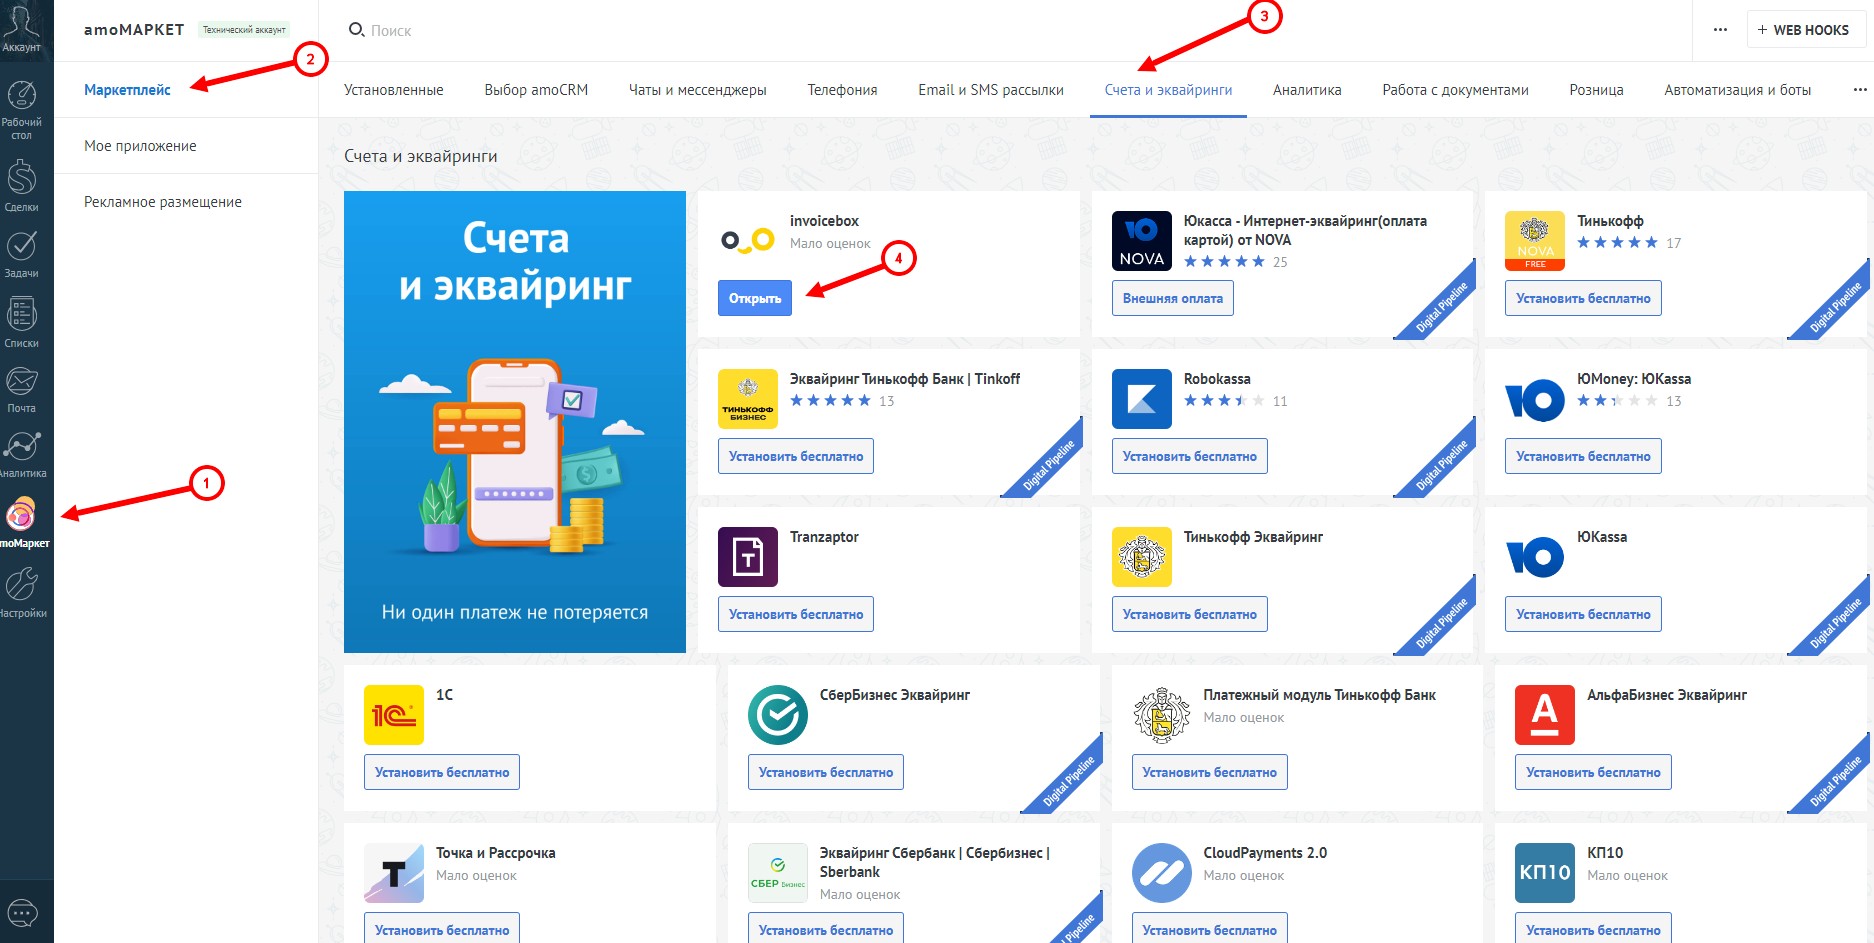 Аккаунт
Рабочий
стол
Сделки
Задачи
Списки
Почта
Аналитика
moМаркет
Настройки
amoМАРКЕТ
Технический аккаунт
Маркетплейс
Мое приложение
Рекламное размещение
1
2
3
4
Поиск
+ WEB HOOKS
Установленные
Выбор amoCRM
Чаты и мессенджеры
Телефония
Email и SMS рассылки
Счета и эквайринги
Аналитика
Работа с документами
Розница
Автоматизация и боты
Счета и эквайринги
Счета
и эквайринг
Ни один платеж не потеряется
invoicebox
Мало оценок
Открыть
Ю
NOVA
Юкасса - Интернет-эквайринг(оплата
картой) от NOVA
25
Внешняя оплата
Digital Pipeline
NOVA
FREE
Тинькофф
17
Установить бесплатно
Digital Pipeline
ТИНЬКОФФ
БИЗНЕС
Эквайринг Тинькофф Банк | Tinkoff
13
Установить бесплатно
Digital Pipeline
Robokassa
11
Установить бесплатно
Digital Pipeline
Ю
ЮMoney: ЮKassa
13
Установить бесплатно
T
Tranzaptor
Установить бесплатно
Тинькофф Эквайринг
Установить бесплатно
Digital Pipeline
Ю
ЮKassa
Установить бесплатно
Digital Pipeline
1C
1C
Установить бесплатно
СберБизнес Эквайринг
Установить бесплатно
Digital Pipeline
Платежный модуль Тинькофф Банк
Мало оценок
Установить бесплатно
А
АльфаБизнес Эквайринг
Установить бесплатно
Digital Pipeline
Т
Точка и Рассрочка
Мало оценок
Установить бесплатно
СБЕР Бизнес
Эквайринг Сбербанк | Сбербизнес |
Sberbank
Мало оценок
Установить бесплатно
Digital Pipeline
CloudPayments 2.0
Мало оценок
Установить бесплатно
КП10
КП10
Мало оценок
Установить бесплатно